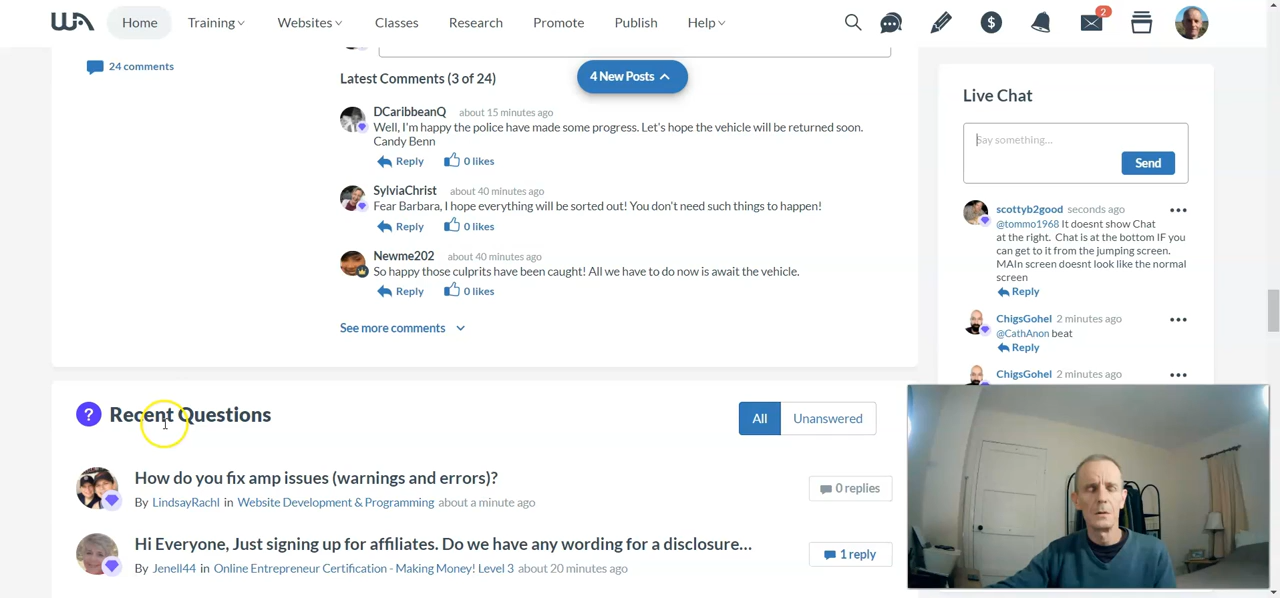 WA Home Training Websites Classes Research Promote Publish Help
2
24 comments
Latest Comments (3 of 24)
4 New Posts
DCaribbeanQ about 15 minutes ago
Well, I'm happy the police have made some progress. Let's hope the vehicle will be returned soon.
Candy Benn
Reply 0 likes
SylviaChrist about 40 minutes ago
Fear Barbara, I hope everything will be sorted out! You don't need such things to happen!
Reply 0 likes
Newme202 about 40 minutes ago
So happy those culprits have been caught! All we have to do now is await the vehicle.
Reply 0 likes
See more comments
? Recent Questions
All Unanswered
How do you fix amp issues (warnings and errors)?
By LindsayRachl in Website Development & Programming about a minute ago
0 replies
Hi Everyone, Just signing up for affiliates. Do we have any wording for a disclosure...
By Jenell44 in Online Entrepreneur Certification - Making Money! Level 3 about 20 minutes ago
1 reply
Live Chat
Say something...
Send
scottyb2good seconds ago
@tommo1968 It doesnt show Chat
at the right. Chat is at the bottom IF you
can get to it from the jumping screen.
MAin screen doesnt look like the normal
screen
Reply
ChigsGohel 2 minutes ago
@CathAnon beat
Reply
ChigsGohel 2 minutes ago